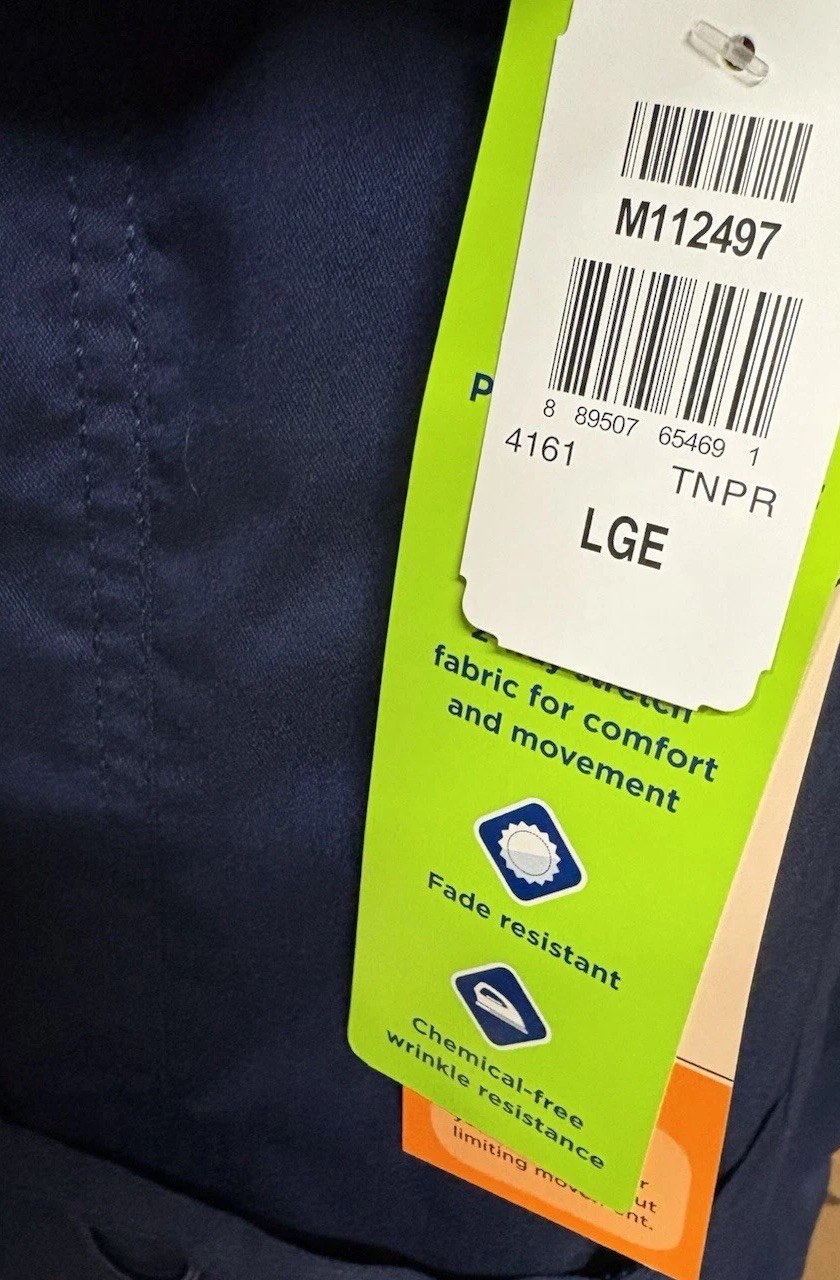 M112497
8 89507 65469 1
4161 TNPR
LGE
fabric for comfort
and movement
Fade resistant
Chemical-free
wrinkle resistance
limiting